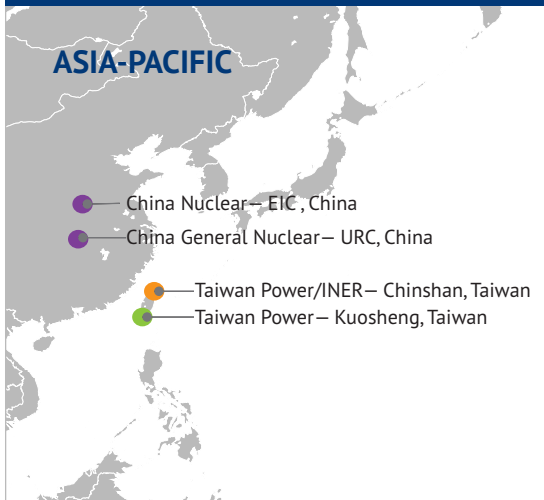 ASIA-PACIFIC
China Nuclear— EIC , China
China General Nuclear— URC, China
Taiwan Power/INER— Chinshan, Taiwan
Taiwan Power— Kuosheng, Taiwan